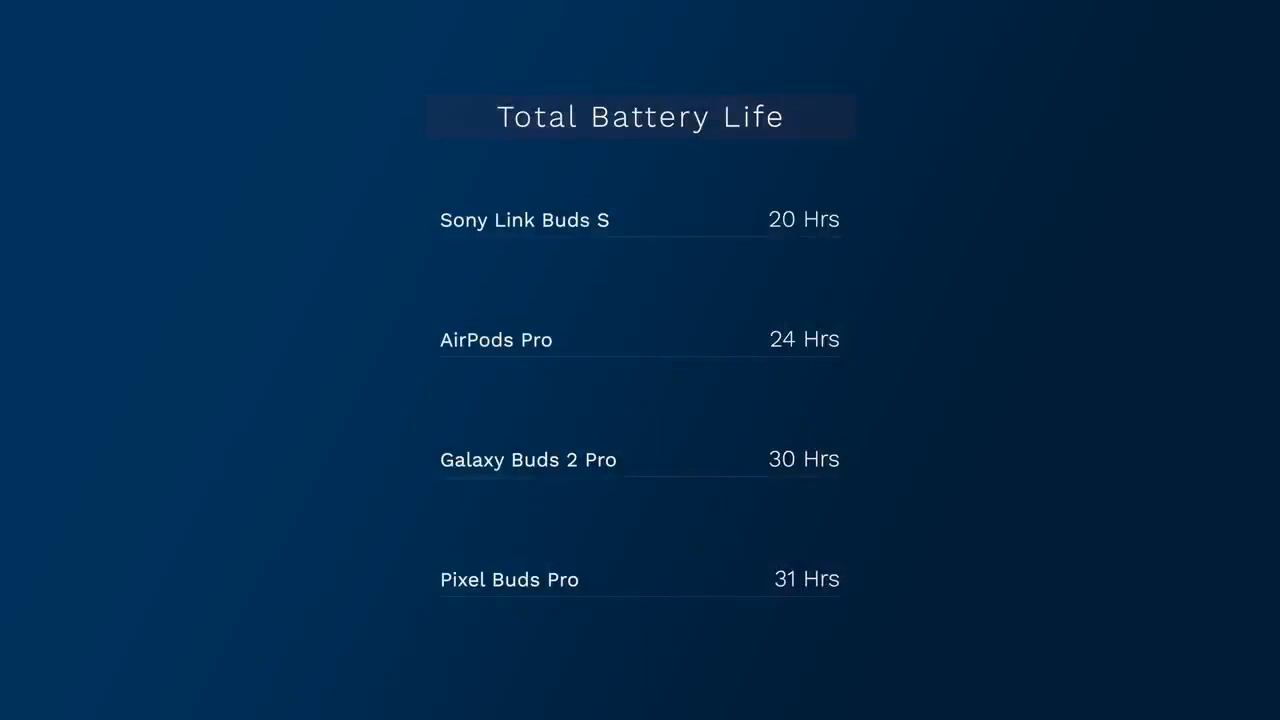 Total Battery Life
Sony Link Buds S 20 Hrs
AirPods Pro 24 Hrs
Galaxy Buds 2 Pro 30 Hrs
Pixel Buds Pro 31 Hrs